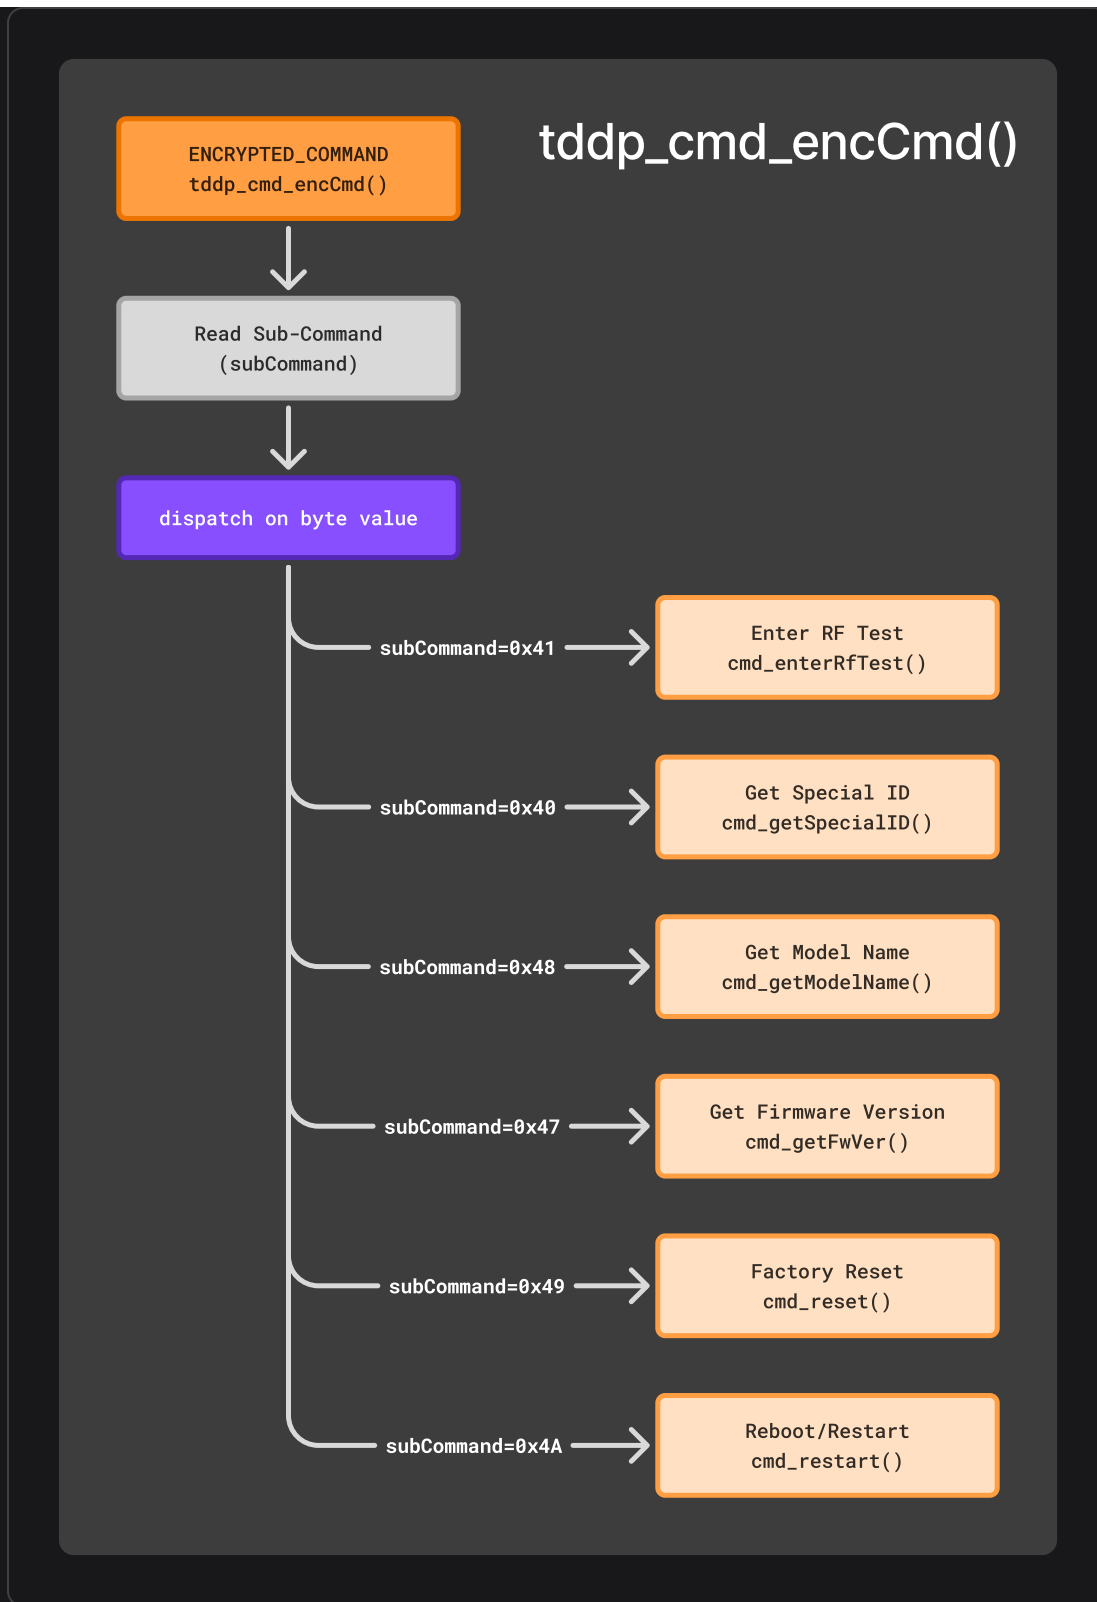 tddp_cmd_encCmd()
ENCRYPTED_COMMAND
tddp_cmd_encCmd()
Read Sub-Command
(subCommand)
dispatch on byte value
subCommand=0x41
Enter RF Test
cmd_enterRfTest()
subCommand=0x40
Get Special ID
cmd_getSpecialID()
subCommand=0x48
Get Model Name
cmd_getModelName()
subCommand=0x47
Get Firmware Version
cmd_getFwVer()
subCommand=0x49
Factory Reset
cmd_reset()
subCommand=0x4A
Reboot/Restart
cmd_restart()